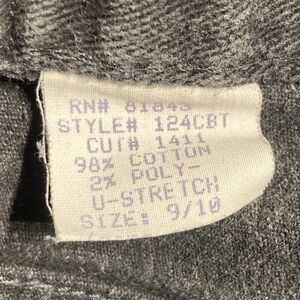 RN# 81843
STYLE# 124CBT
CUT# 1411
98% COTTON
2% POLY-
U-STRETCH
SIZE: 9/10